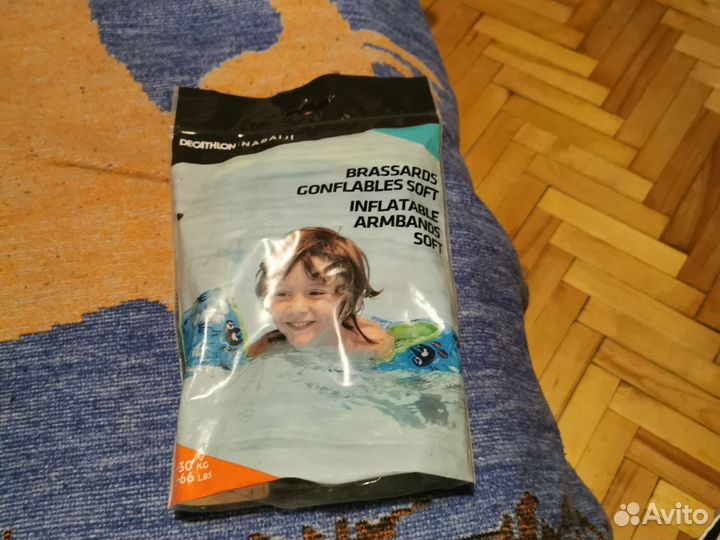 DECATHLON NABAIJI
BRASSARDS
GONFLABLES SOFT
INFLATABLE
ARMBANDS
SOFT
30 KG
66 LBS
Avito